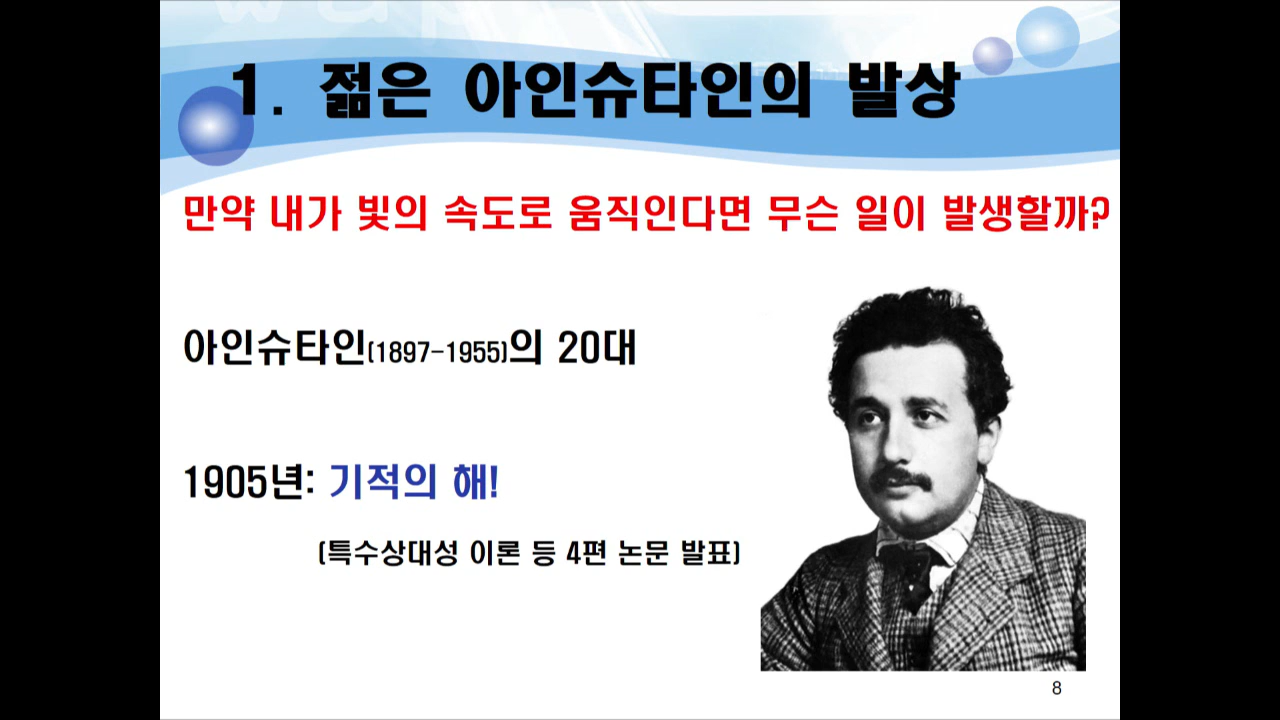 1. 젊은 아인슈타인의 발상
만약 내가 빛의 속도로 움직인다면 무슨 일이 발생할까?
아인슈타인(1897-1955)의 20대
1905년: 기적의 해!
(특수상대성 이론 등 4편 논문 발표)
8